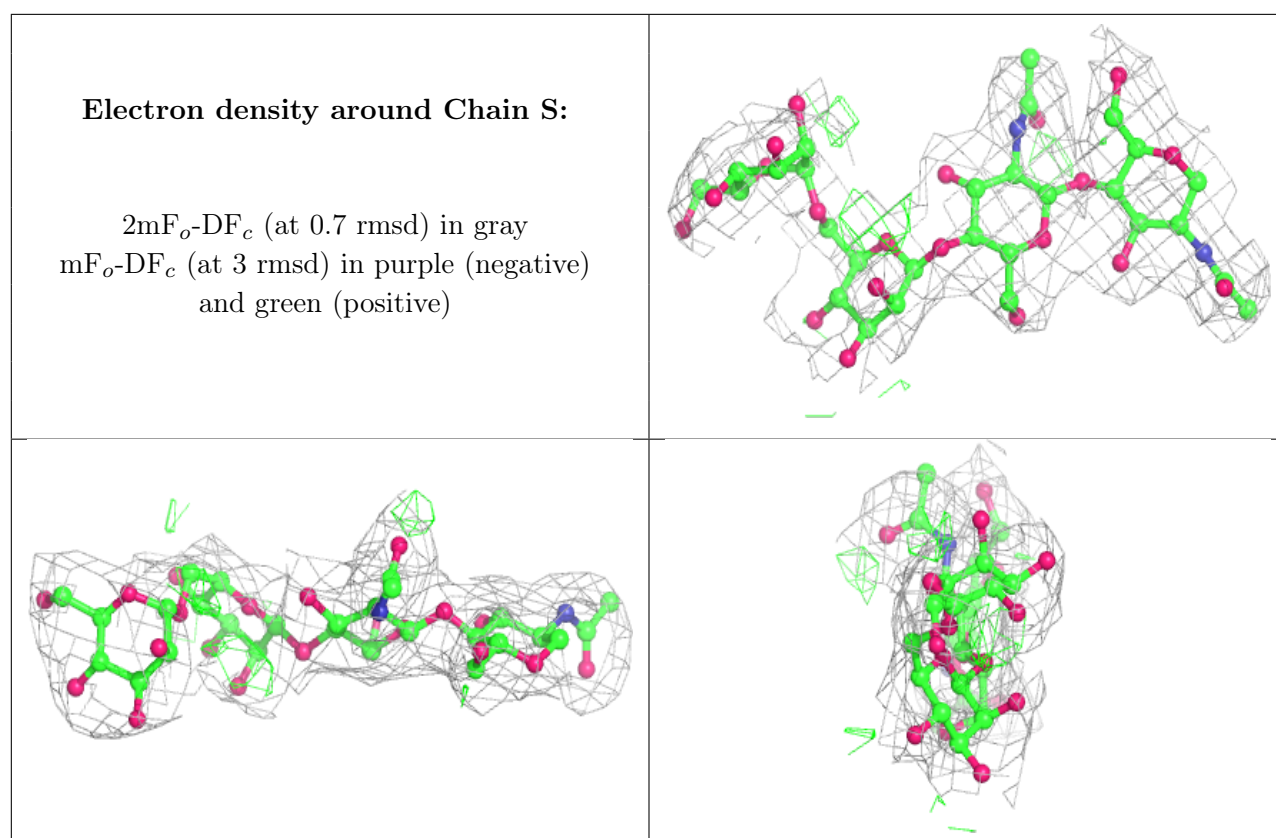 Electron density around Chain S:
2mFₒ-DF𝒸 (at 0.7 rmsd) in gray
mFₒ-DF𝒸 (at 3 rmsd) in purple (negative)
and green (positive)